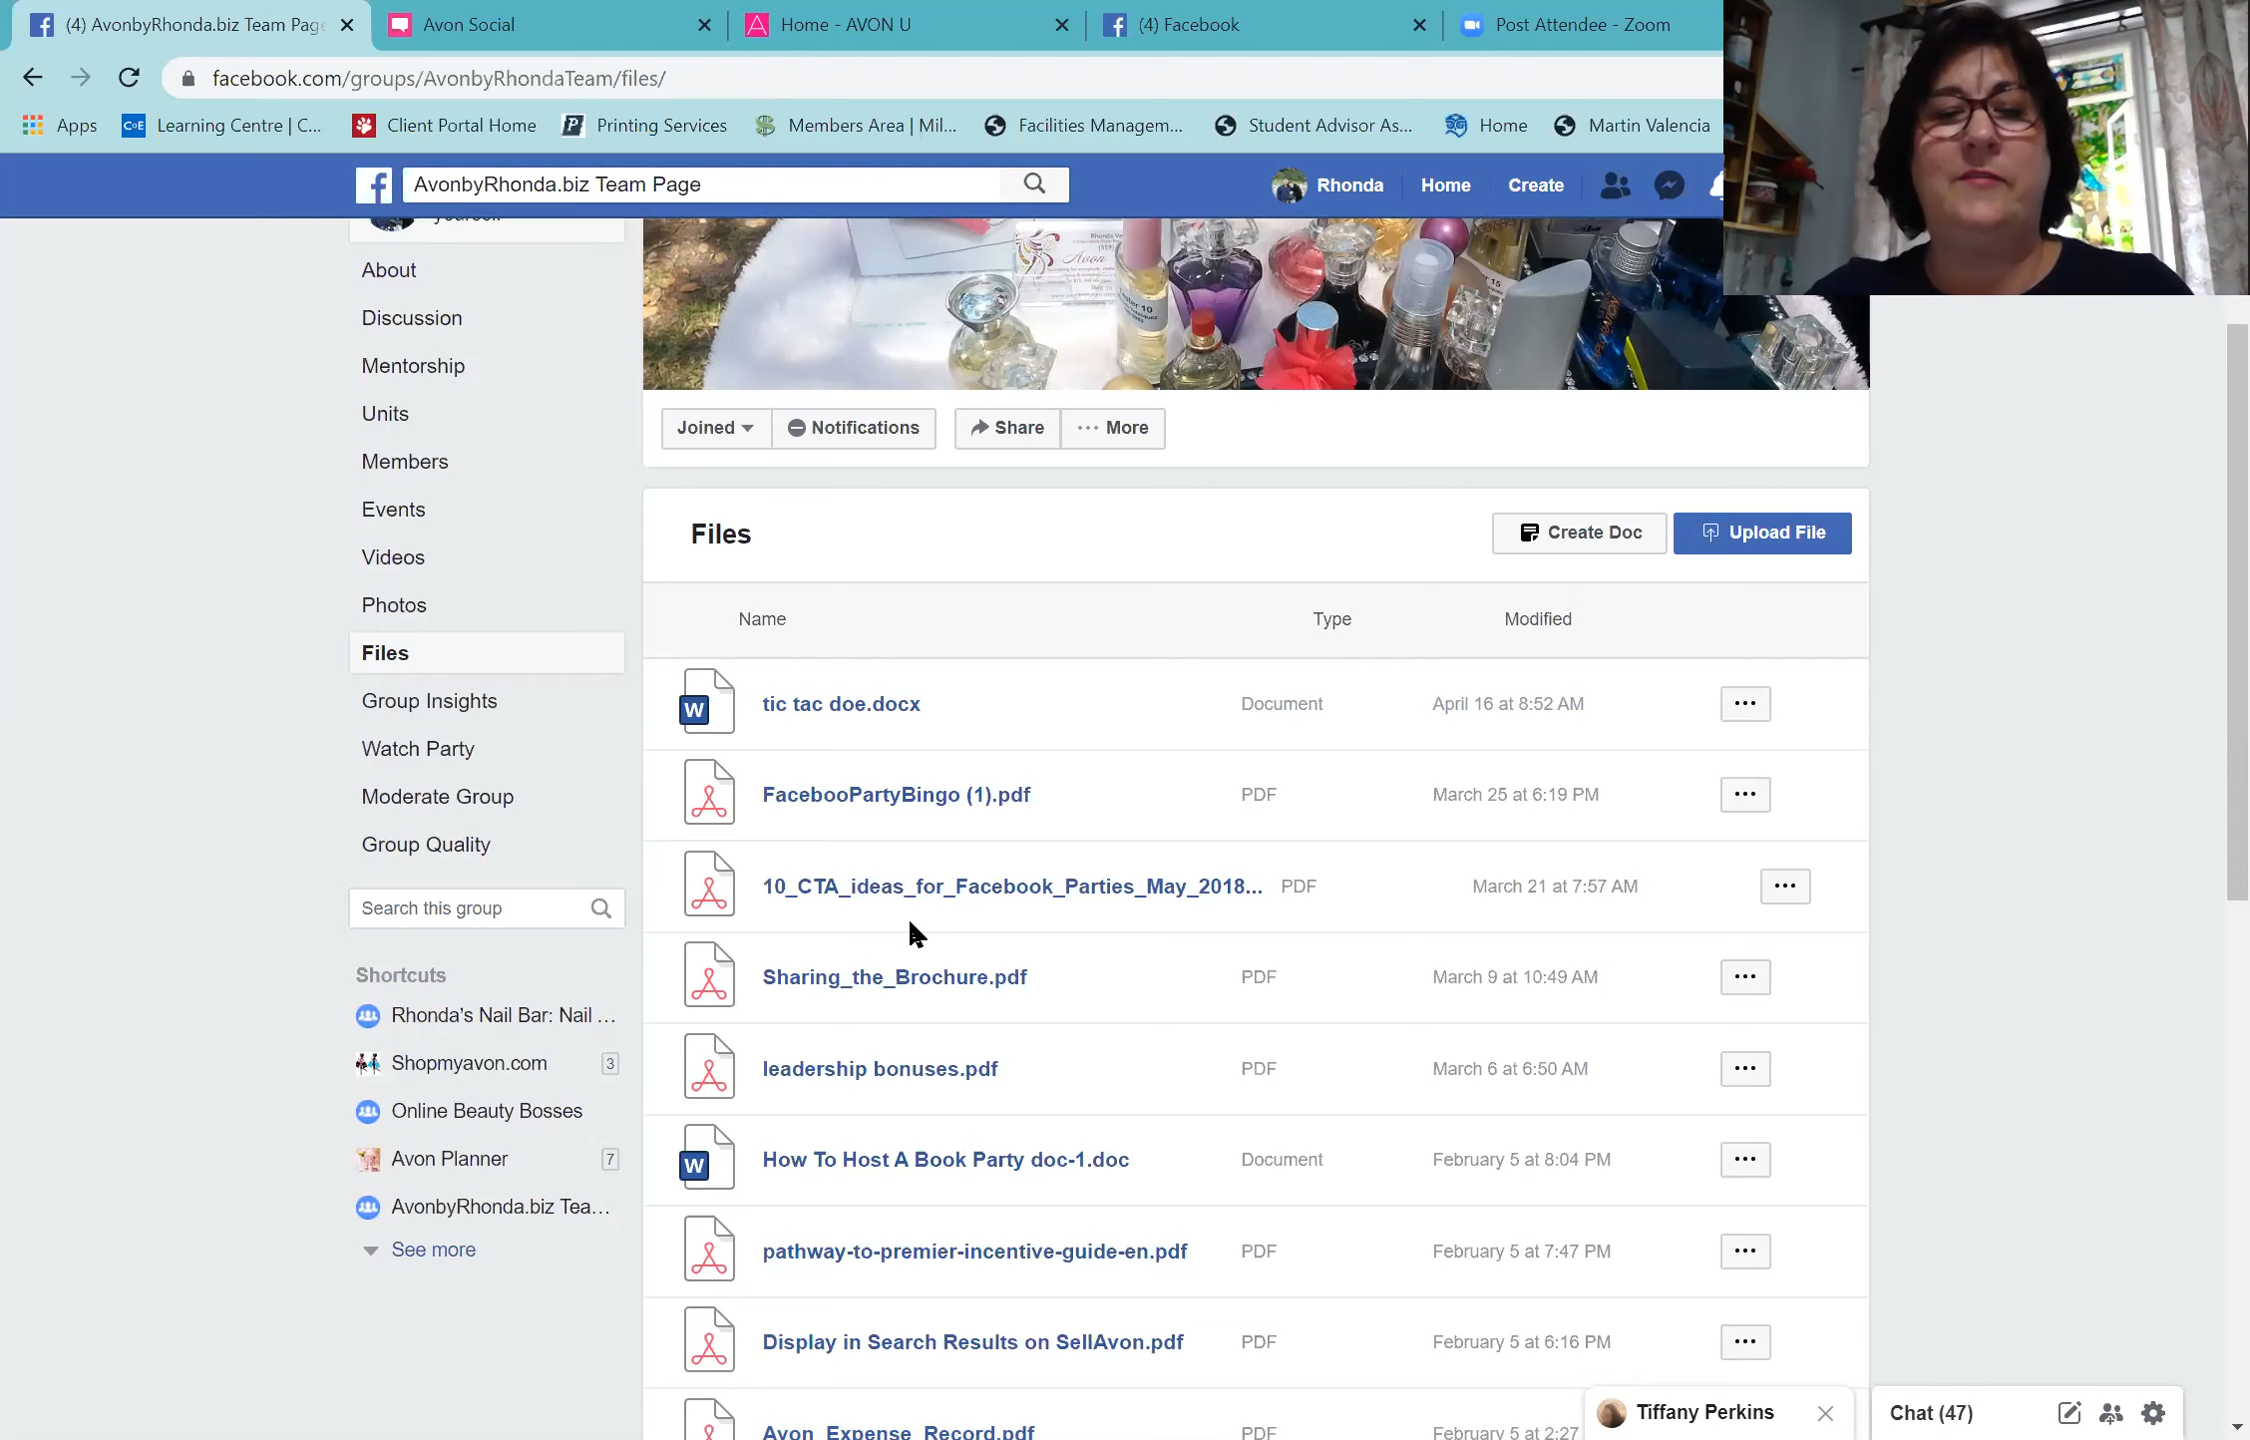 (4) AvonbyRhonda.biz Team Page
Avon Social
Home - AVON U
(4) Facebook
Post Attendee - Zoom
facebook.com/groups/AvonbyRhondaTeam/files/
Apps
Learning Centre | C...
Client Portal Home
Printing Services
Members Area | Mil...
Facilities Managem...
Student Advisor As...
Home
Martin Valencia
AvonbyRhonda.biz Team Page
Rhonda
Home
Create
About
Discussion
Mentorship
Units
Members
Events
Videos
Photos
Files
Group Insights
Watch Party
Moderate Group
Group Quality
Search this group
Shortcuts
Rhonda's Nail Bar: Nail ...
Shopmyavon.com 3
Online Beauty Bosses
Avon Planner 7
AvonbyRhonda.biz Tea...
See more
Avon
Joined
Notifications
Share
More
Files
Create Doc
Upload File
Name Type Modified
tic tac doe.docx Document April 16 at 8:52 AM
FacebooPartyBingo (1).pdf PDF March 25 at 6:19 PM
10_CTA_ideas_for_Facebook_Parties_May_2018... PDF March 21 at 7:57 AM
Sharing_the_Brochure.pdf PDF March 9 at 10:49 AM
leadership bonuses.pdf PDF March 6 at 6:50 AM
How To Host A Book Party doc-1.doc Document February 5 at 8:04 PM
pathway-to-premier-incentive-guide-en.pdf PDF February 5 at 7:47 PM
Display in Search Results on SellAvon.pdf PDF February 5 at 6:16 PM
Avon_Expense_Record.pdf February 5 at 2:27
Tiffany Perkins
Chat (47)